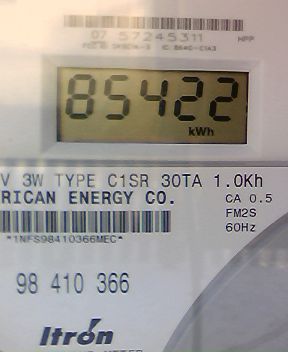 07 57245311
85422
kWh
V 3W TYPE C1SR 30TA 1.0Kh
RICAN ENERGY CO.
CA 0.5
FM2S
60Hz
*1NFS98410366MEC*
98 410 366
Itrón